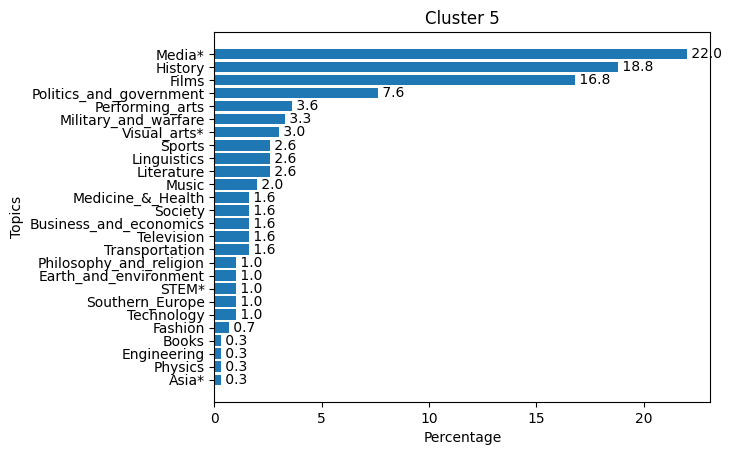 Cluster 5
Media* 22.0
History 18.8
Films 16.8
Politics_and_government 7.6
Performing_arts 3.6
Military_and_warfare 3.3
Visual_arts* 3.0
Sports 2.6
Linguistics 2.6
Literature 2.6
Music 2.0
Medicine_&_Health 1.6
Society 1.6
Business_and_economics 1.6
Television 1.6
Transportation 1.6
Philosophy_and_religion 1.0
Earth_and_environment 1.0
STEM* 1.0
Southern_Europe 1.0
Technology 1.0
Fashion 0.7
Books 0.3
Engineering 0.3
Physics 0.3
Asia* 0.3
Topics
0 5 10 15 20
Percentage